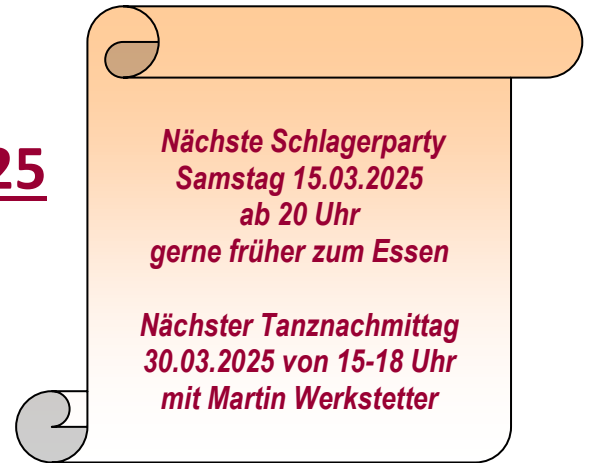 25
Nächste Schlagerparty
Samstag 15.03.2025
ab 20 Uhr
gerne früher zum Essen
Nächster Tanznachmittag
30.03.2025 von 15-18 Uhr
mit Martin Werkstetter